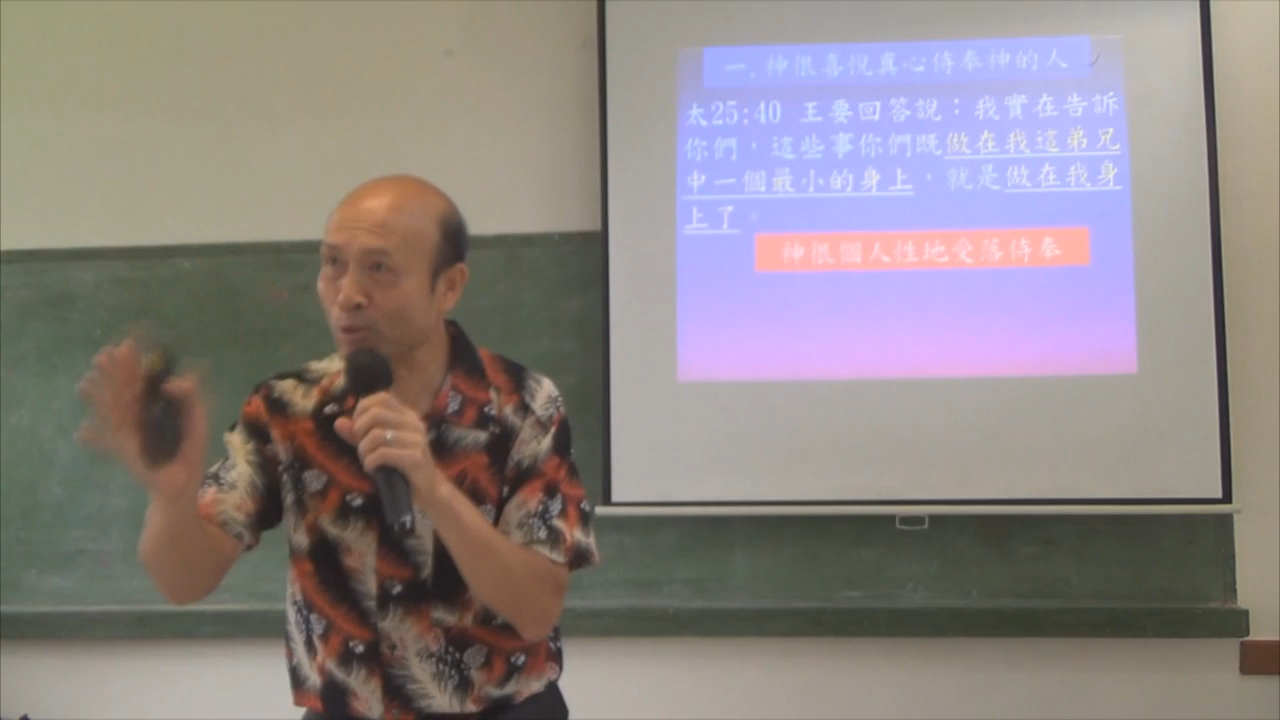 一. 神很喜悅真心侍奉神的人
太25:40 王要回答說：我實在告訴
你們，這些事你們既做在我這弟兄
中一個最小的身上，就是做在我身
上了。
神很個人性地受落侍奉